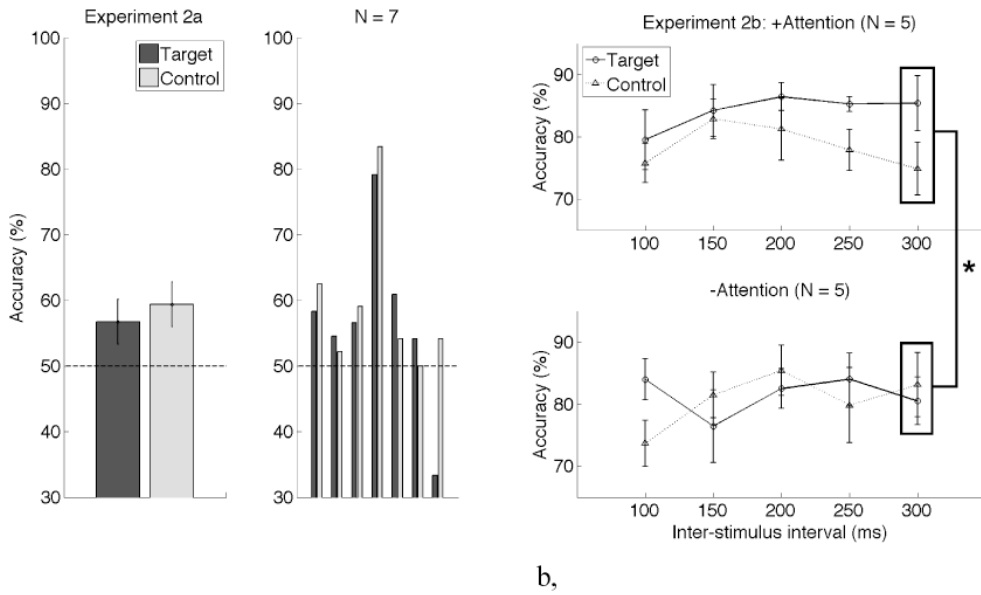 Experiment 2a
N = 7
Accuracy (%)
100
90
80
70
60
50
40
30
Target
Control
100
90
80
70
60
50
40
30
Experiment 2b: +Attention (N = 5)
Accuracy (%)
90
80
70
Target
Control
100 150 200 250 300
*
-Attention (N = 5)
Accuracy (%)
90
80
70
100 150 200 250 300
Inter-stimulus interval (ms)
b,